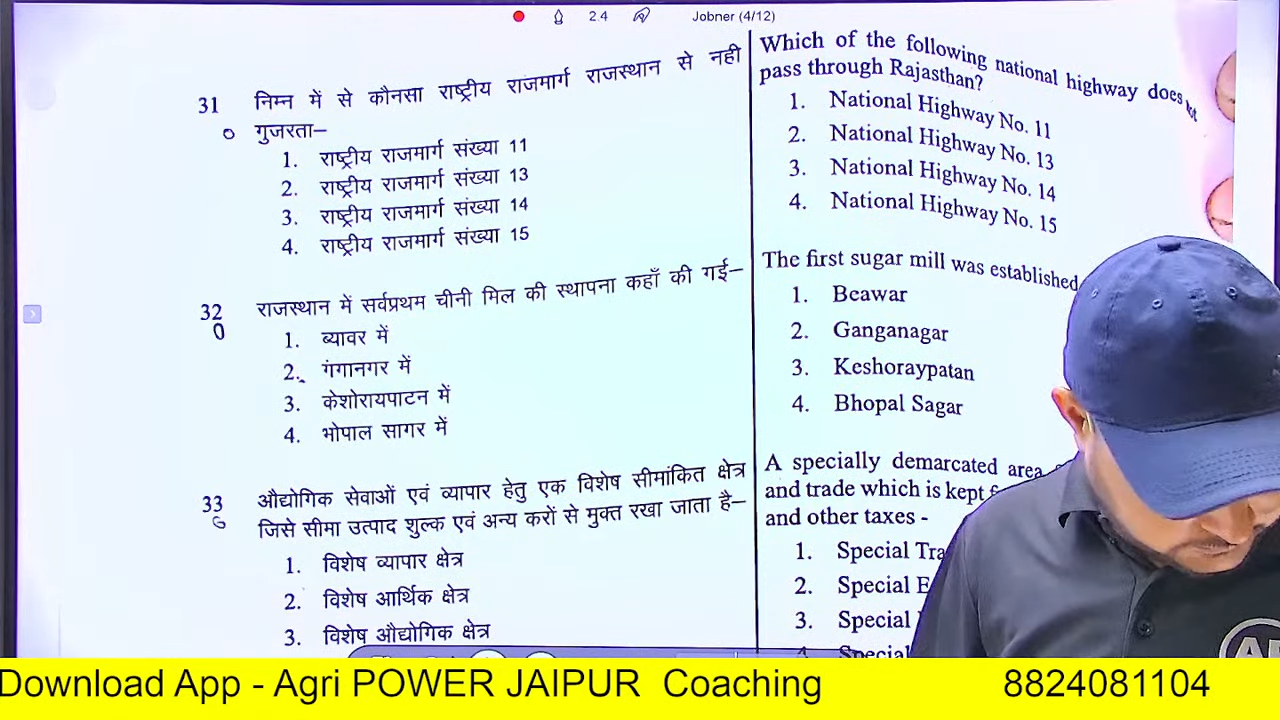 2.4 Jobner (4/12)
31 निम्न में से कौनसा राष्ट्रीय राजमार्ग राजस्थान से नही
गुजरता–
1. राष्ट्रीय राजमार्ग संख्या 11
2. राष्ट्रीय राजमार्ग संख्या 13
3. राष्ट्रीय राजमार्ग संख्या 14
4. राष्ट्रीय राजमार्ग संख्या 15
32 राजस्थान में सर्वप्रथम चीनी मिल की स्थापना कहाँ की गई–
1. ब्यावर में
2. गंगानगर में
3. केशोरायपाटन में
4. भोपाल सागर में
33 औद्योगिक सेवाओं एवं व्यापार हेतु एक विशेष सीमांकित क्षेत्र
जिसे सीमा उत्पाद शुल्क एवं अन्य करों से मुक्त रखा जाता है–
1. विशेष व्यापार क्षेत्र
2. विशेष आर्थिक क्षेत्र
3. विशेष औद्योगिक क्षेत्र
Which of the following national highway does not
pass through Rajasthan?
1. National Highway No. 11
2. National Highway No. 13
3. National Highway No. 14
4. National Highway No. 15
The first sugar mill was established
1. Beawar
2. Ganganagar
3. Keshoraypatan
4. Bhopal Sagar
A specially demarcated area
and trade which is kept
and other taxes -
1. Special Tra
2. Special E
3. Special
4. Special
Download App - Agri POWER JAIPUR Coaching 8824081104